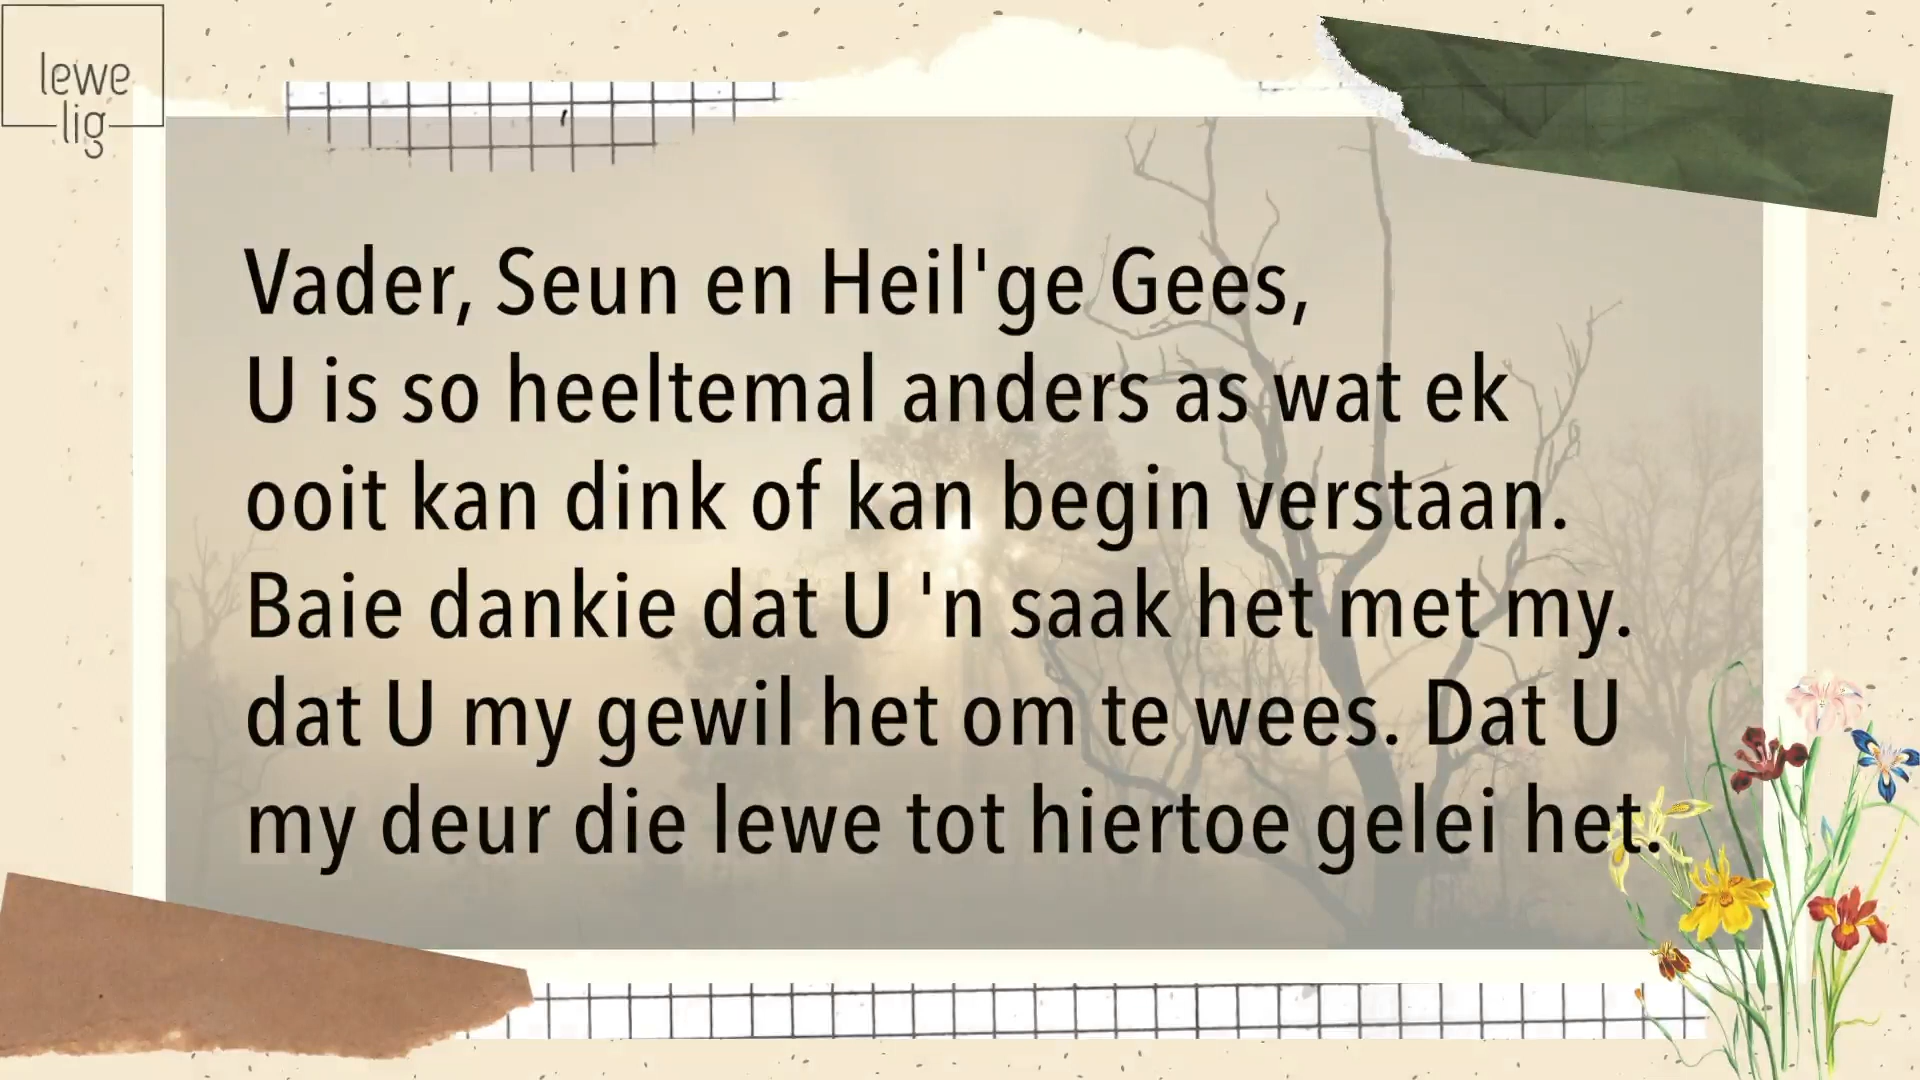 lewe
lig
Vader, Seun en Heil'ge Gees,
U is so heeltemal anders as wat ek
ooit kan dink of kan begin verstaan.
Baie dankie dat U 'n saak het met my.
dat U my gewil het om te wees. Dat U
my deur die lewe tot hiertoe gelei het.